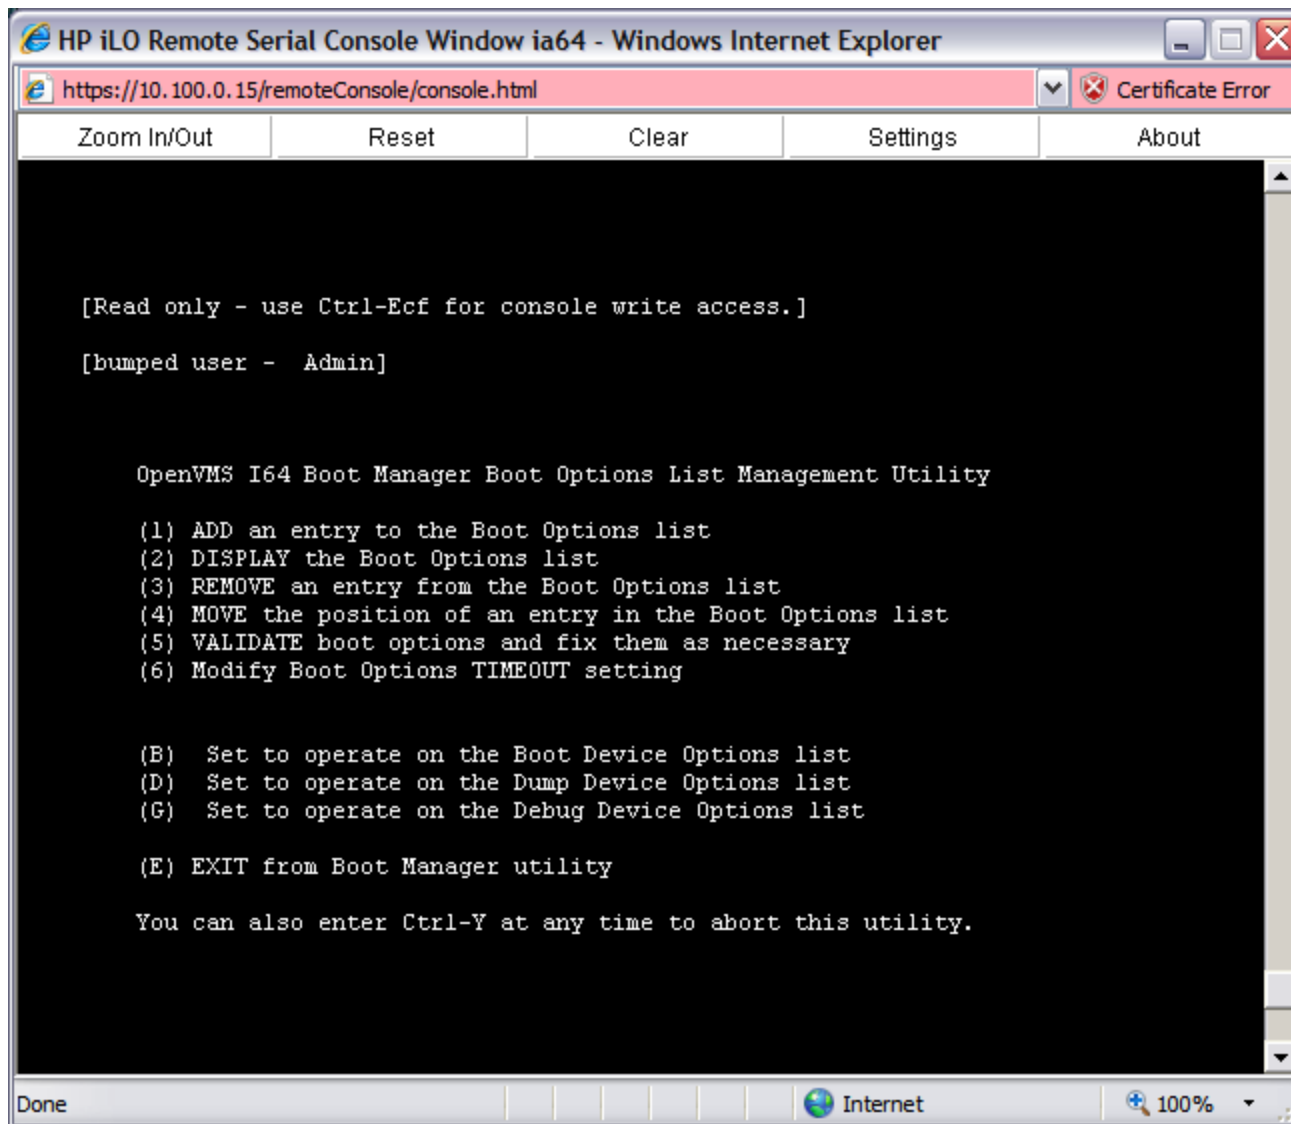 HP iLO Remote Serial Console Window ia64 - Windows Internet Explorer
https://10.100.0.15/remoteConsole/console.html Certificate Error
Zoom In/Out Reset Clear Settings About
[Read only - use Ctrl-Ecf for console write access.]
[bumped user -  Admin]
OpenVMS I64 Boot Manager Boot Options List Management Utility
(1) ADD an entry to the Boot Options list
(2) DISPLAY the Boot Options list
(3) REMOVE an entry from the Boot Options list
(4) MOVE the position of an entry in the Boot Options list
(5) VALIDATE boot options and fix them as necessary
(6) Modify Boot Options TIMEOUT setting
(B)  Set to operate on the Boot Device Options list
(D)  Set to operate on the Dump Device Options list
(G)  Set to operate on the Debug Device Options list
(E) EXIT from Boot Manager utility
You can also enter Ctrl-Y at any time to abort this utility.
Done Internet 100%